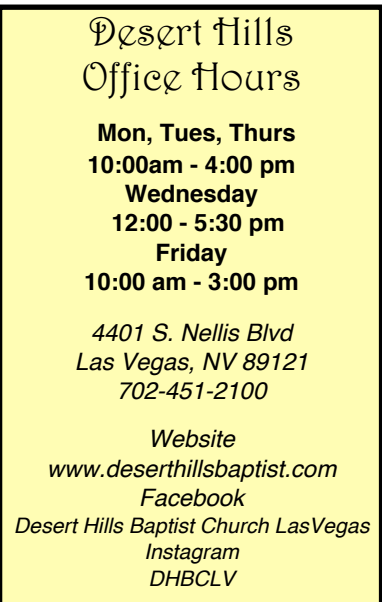 Desert Hills
Office Hours
Mon, Tues, Thurs
10:00am - 4:00 pm
Wednesday
12:00 - 5:30 pm
Friday
10:00 am - 3:00 pm
4401 S. Nellis Blvd
Las Vegas, NV 89121
702-451-2100
Website
www.deserthillsbaptist.com
Facebook
Desert Hills Baptist Church LasVegas
Instagram
DHBCLV